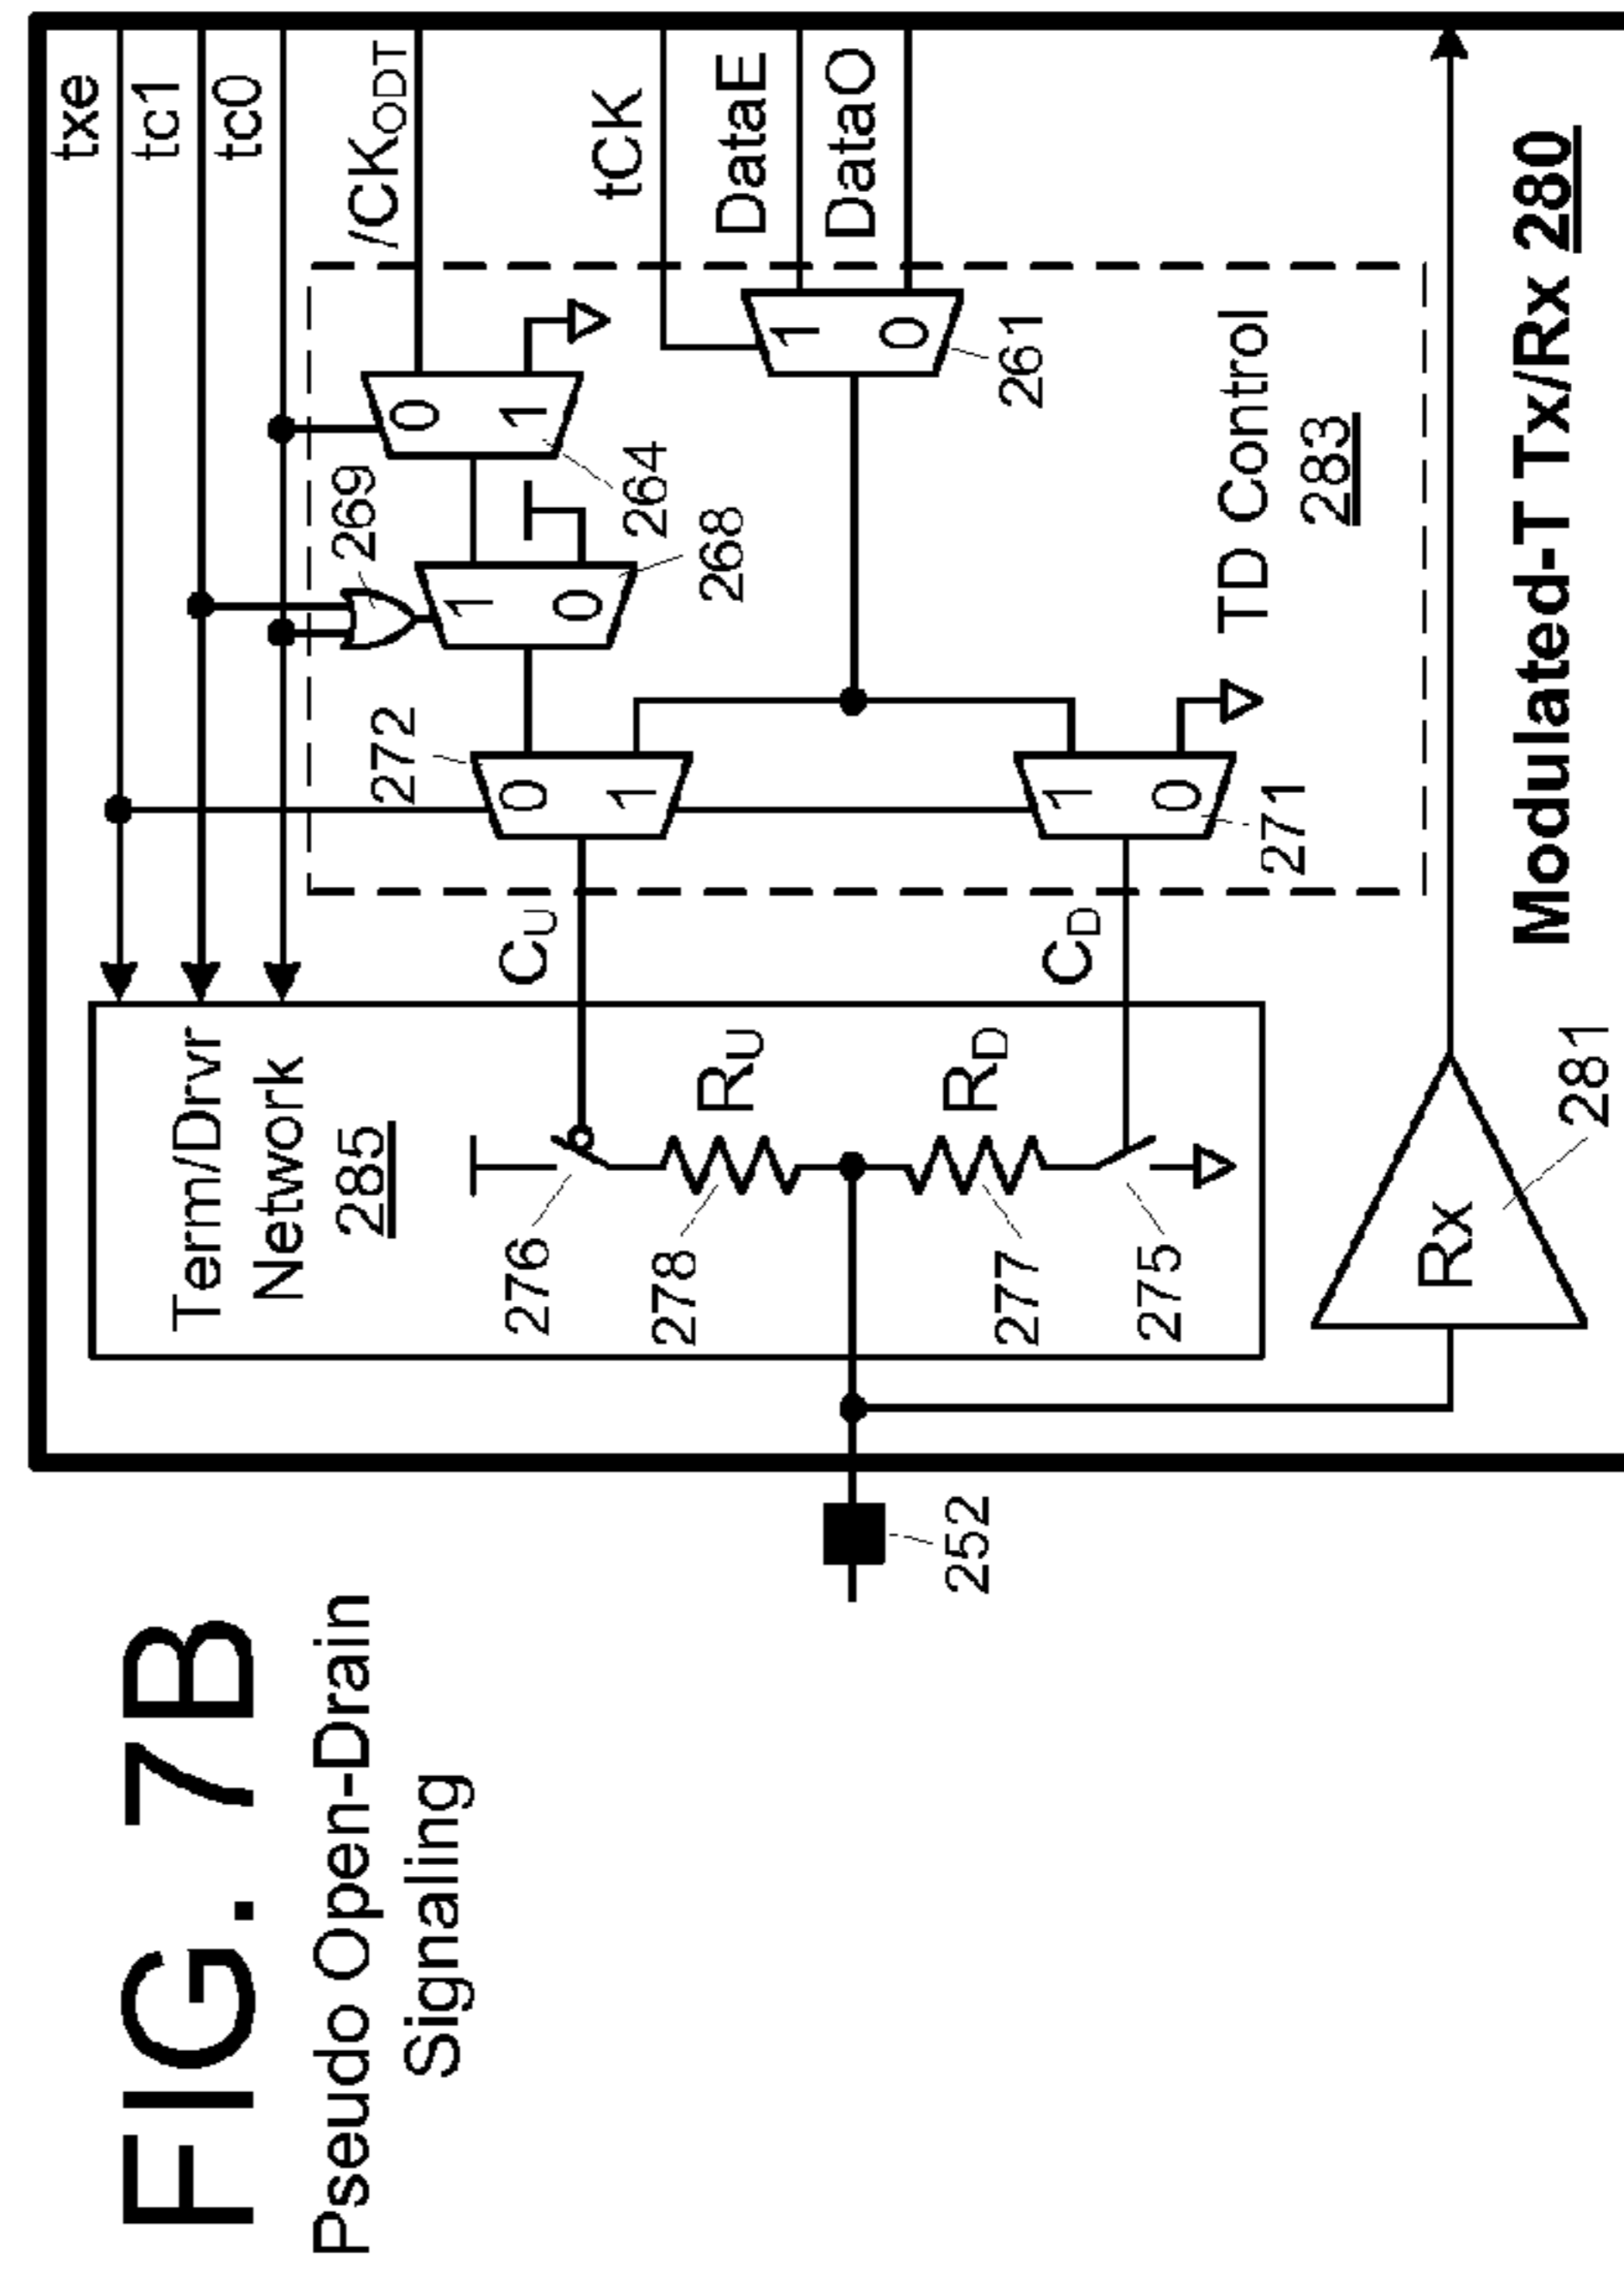 FIG. 7B
Pseudo Open-Drain
Signaling
txe
tc1
tc0
/CKODT
tCK
DataE
DataO
269
264
268
272
0
1
1
0
0
1
1
0
261
1
0
271
TD Control
283
CU
CD
Term/Drvr
Network
285
RU
RD
276
278
277
275
252
Rx
281
Modulated-T Tx/Rx 280